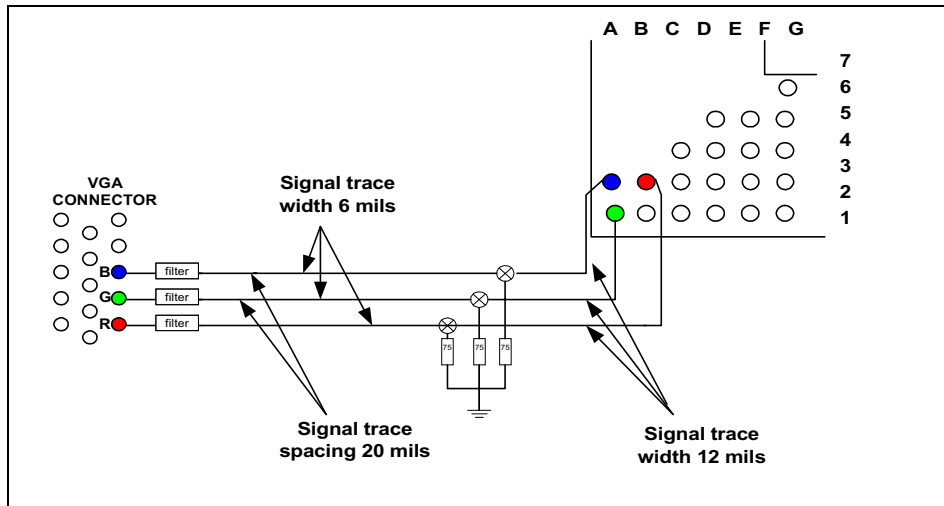 A B C D E F G
7
6
5
4
3
2
1
VGA
CONNECTOR
Signal trace
width 6 mils
B
filter
G
filter
R
filter
75
75
75
Signal trace
spacing 20 mils
Signal trace
width 12 mils